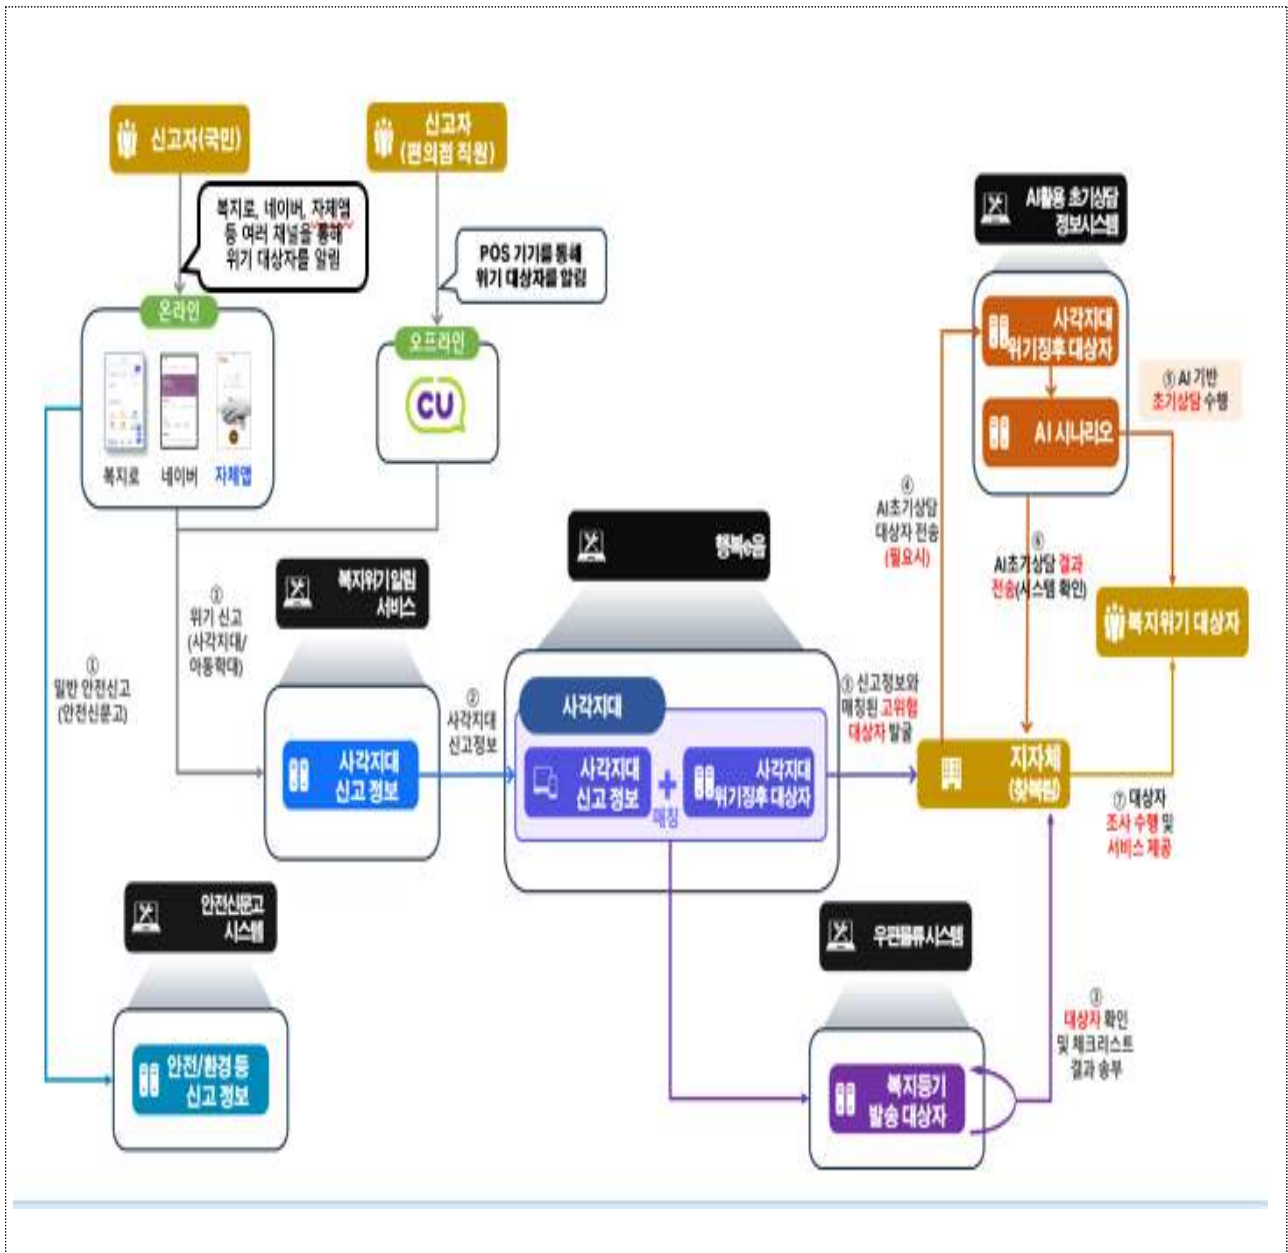 신고자(국민)
신고자
(편의점 직원)
복지로, 네이버, 자체앱
등 여러 채널을 통해
위기 대상자를 알림
POS 기기를 통해
위기 대상자를 알림
온라인
복지로
네이버
자체앱
오프라인
CU
①
위기 신고
(사각지대/
아동학대)
①
일반 안전신고
(안전신문고)
복지위기 알림
서비스
사각지대
신고 정보
②
사각지대
신고정보
행복e음
사각지대
사각지대
신고 정보
+
매칭
사각지대
위기징후 대상자
③ 신고정보와
매칭된 고위험
대상자 발굴
안전신문고
시스템
안전/환경 등
신고 정보
우편물류시스템
복지등기
발송 대상자
③
대상자 확인
및 체크리스트
결과 송부
AI활용 초기상담
정보시스템
사각지대
위기징후 대상자
AI 시나리오
④
AI초기상담
대상자 전송
(필요시)
⑤ AI 기반
초기상담 수행
⑥
AI초기상담 결과
전송(시스템 확인)
복지위기 대상자
지자체
(찾복팀)
⑦ 대상자
조사 수행 및
서비스 제공